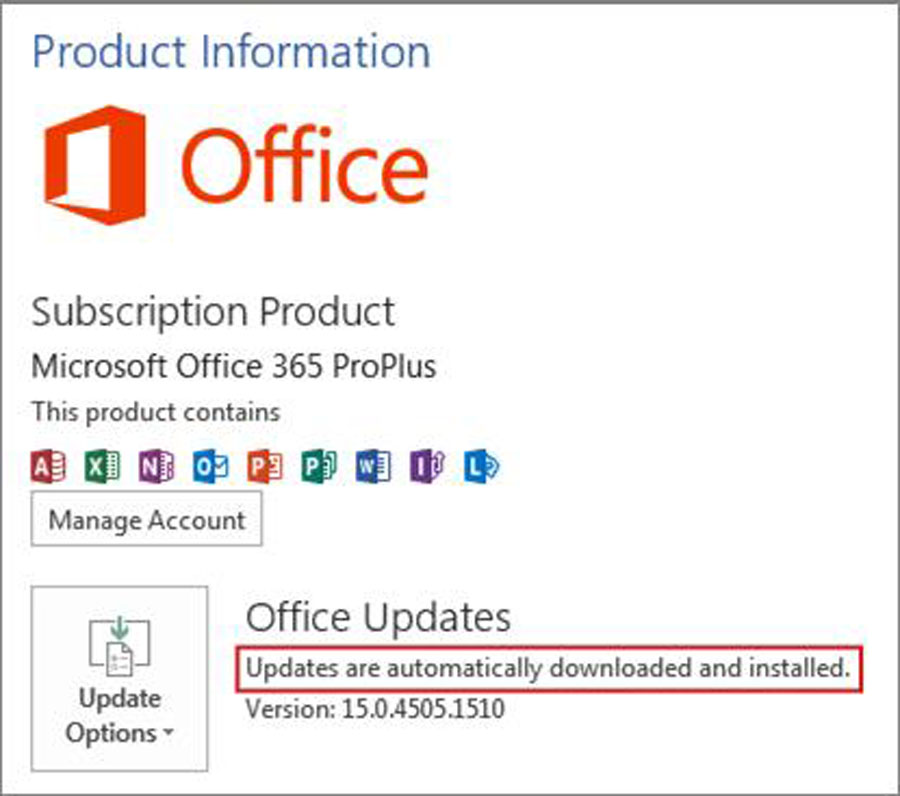 Product Information
Office
Subscription Product
Microsoft Office 365 ProPlus
This product contains
A X N O P P W I L
Manage Account
Update
Options
Office Updates
Updates are automatically downloaded and installed.
Version: 15.0.4505.1510